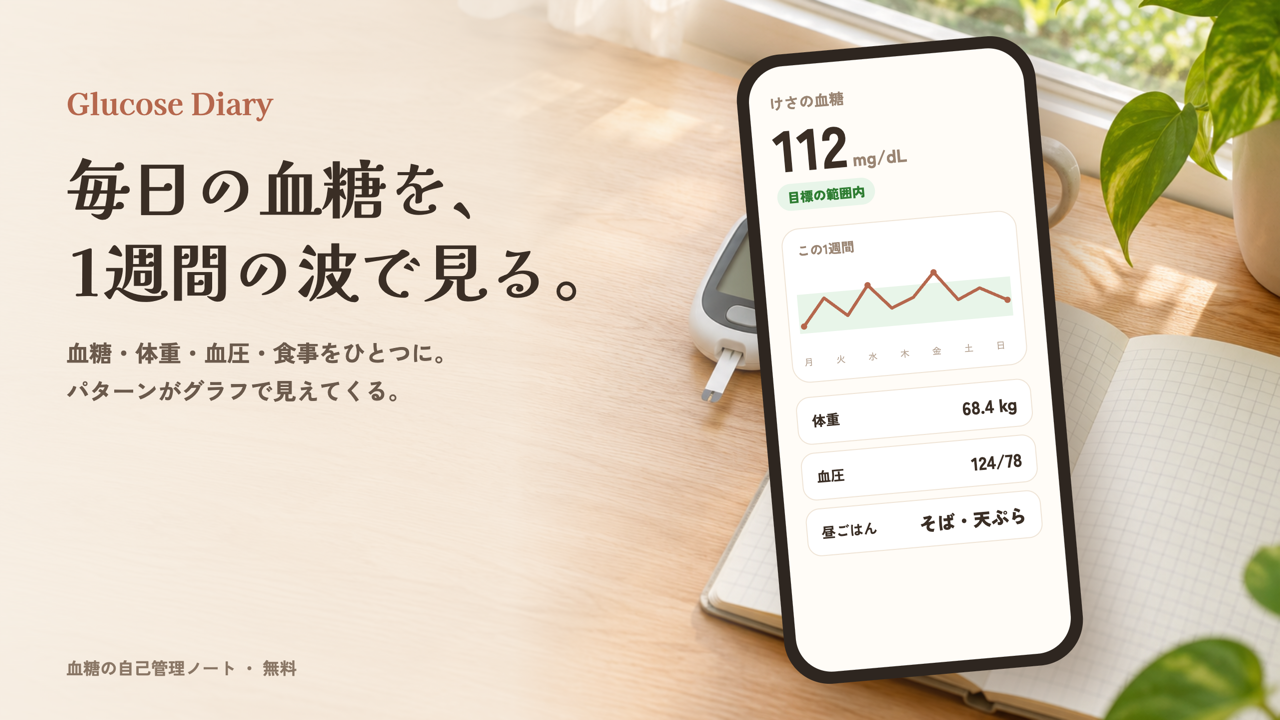 Glucose Diary
毎日の血糖を、
1週間の波で見る。
血糖・体重・血圧・食事をひとつに。
パターンがグラフで見えてくる。
血糖の自己管理ノート ・ 無料
けさの血糖
112 mg/dL
目標の範囲内
この1週間
月 火 水 木 金 土 日
体重 68.4 kg
血圧 124/78
昼ごはん そば・天ぷら